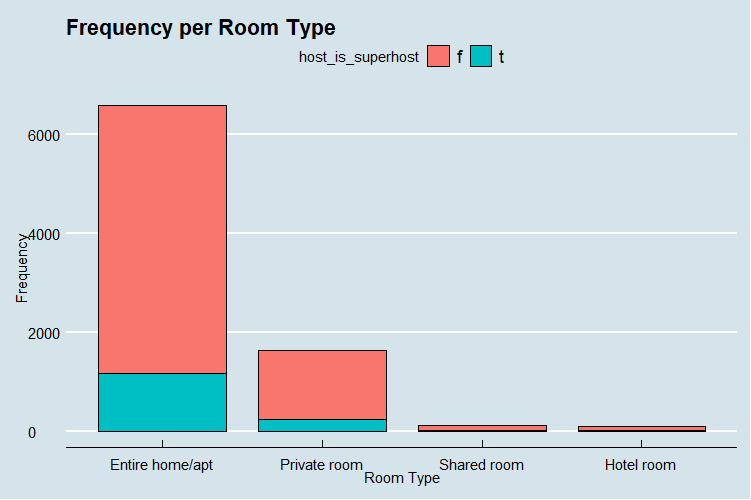 Frequency per Room Type
host_is_superhost f t
6000
4000
2000
0
Frequency
Entire home/apt Private room Shared room Hotel room
Room Type